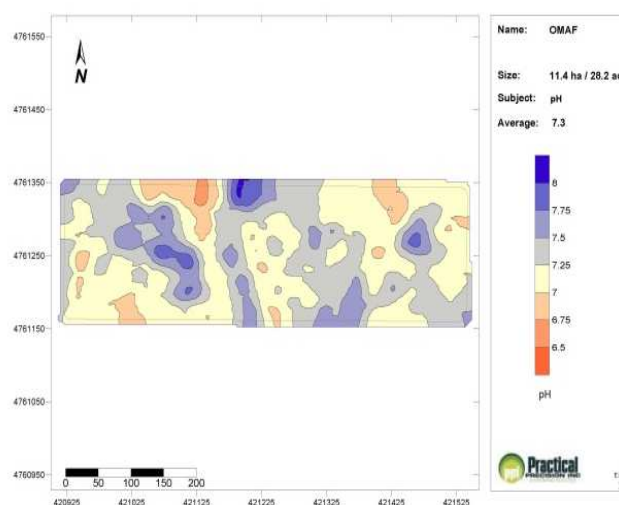 4761550
4761450
4761350
4761250
4761150
4761050
4760950
N
0 50 100 150 200
420925 421025 421125 421225 421325 421425 421525
Name: OMAF
Size: 11.4 ha / 28.2 ac
Subject: pH
Average: 7.3
8
7.75
7.5
7.25
7
6.75
6.5
pH
Practical
PRECISION INC